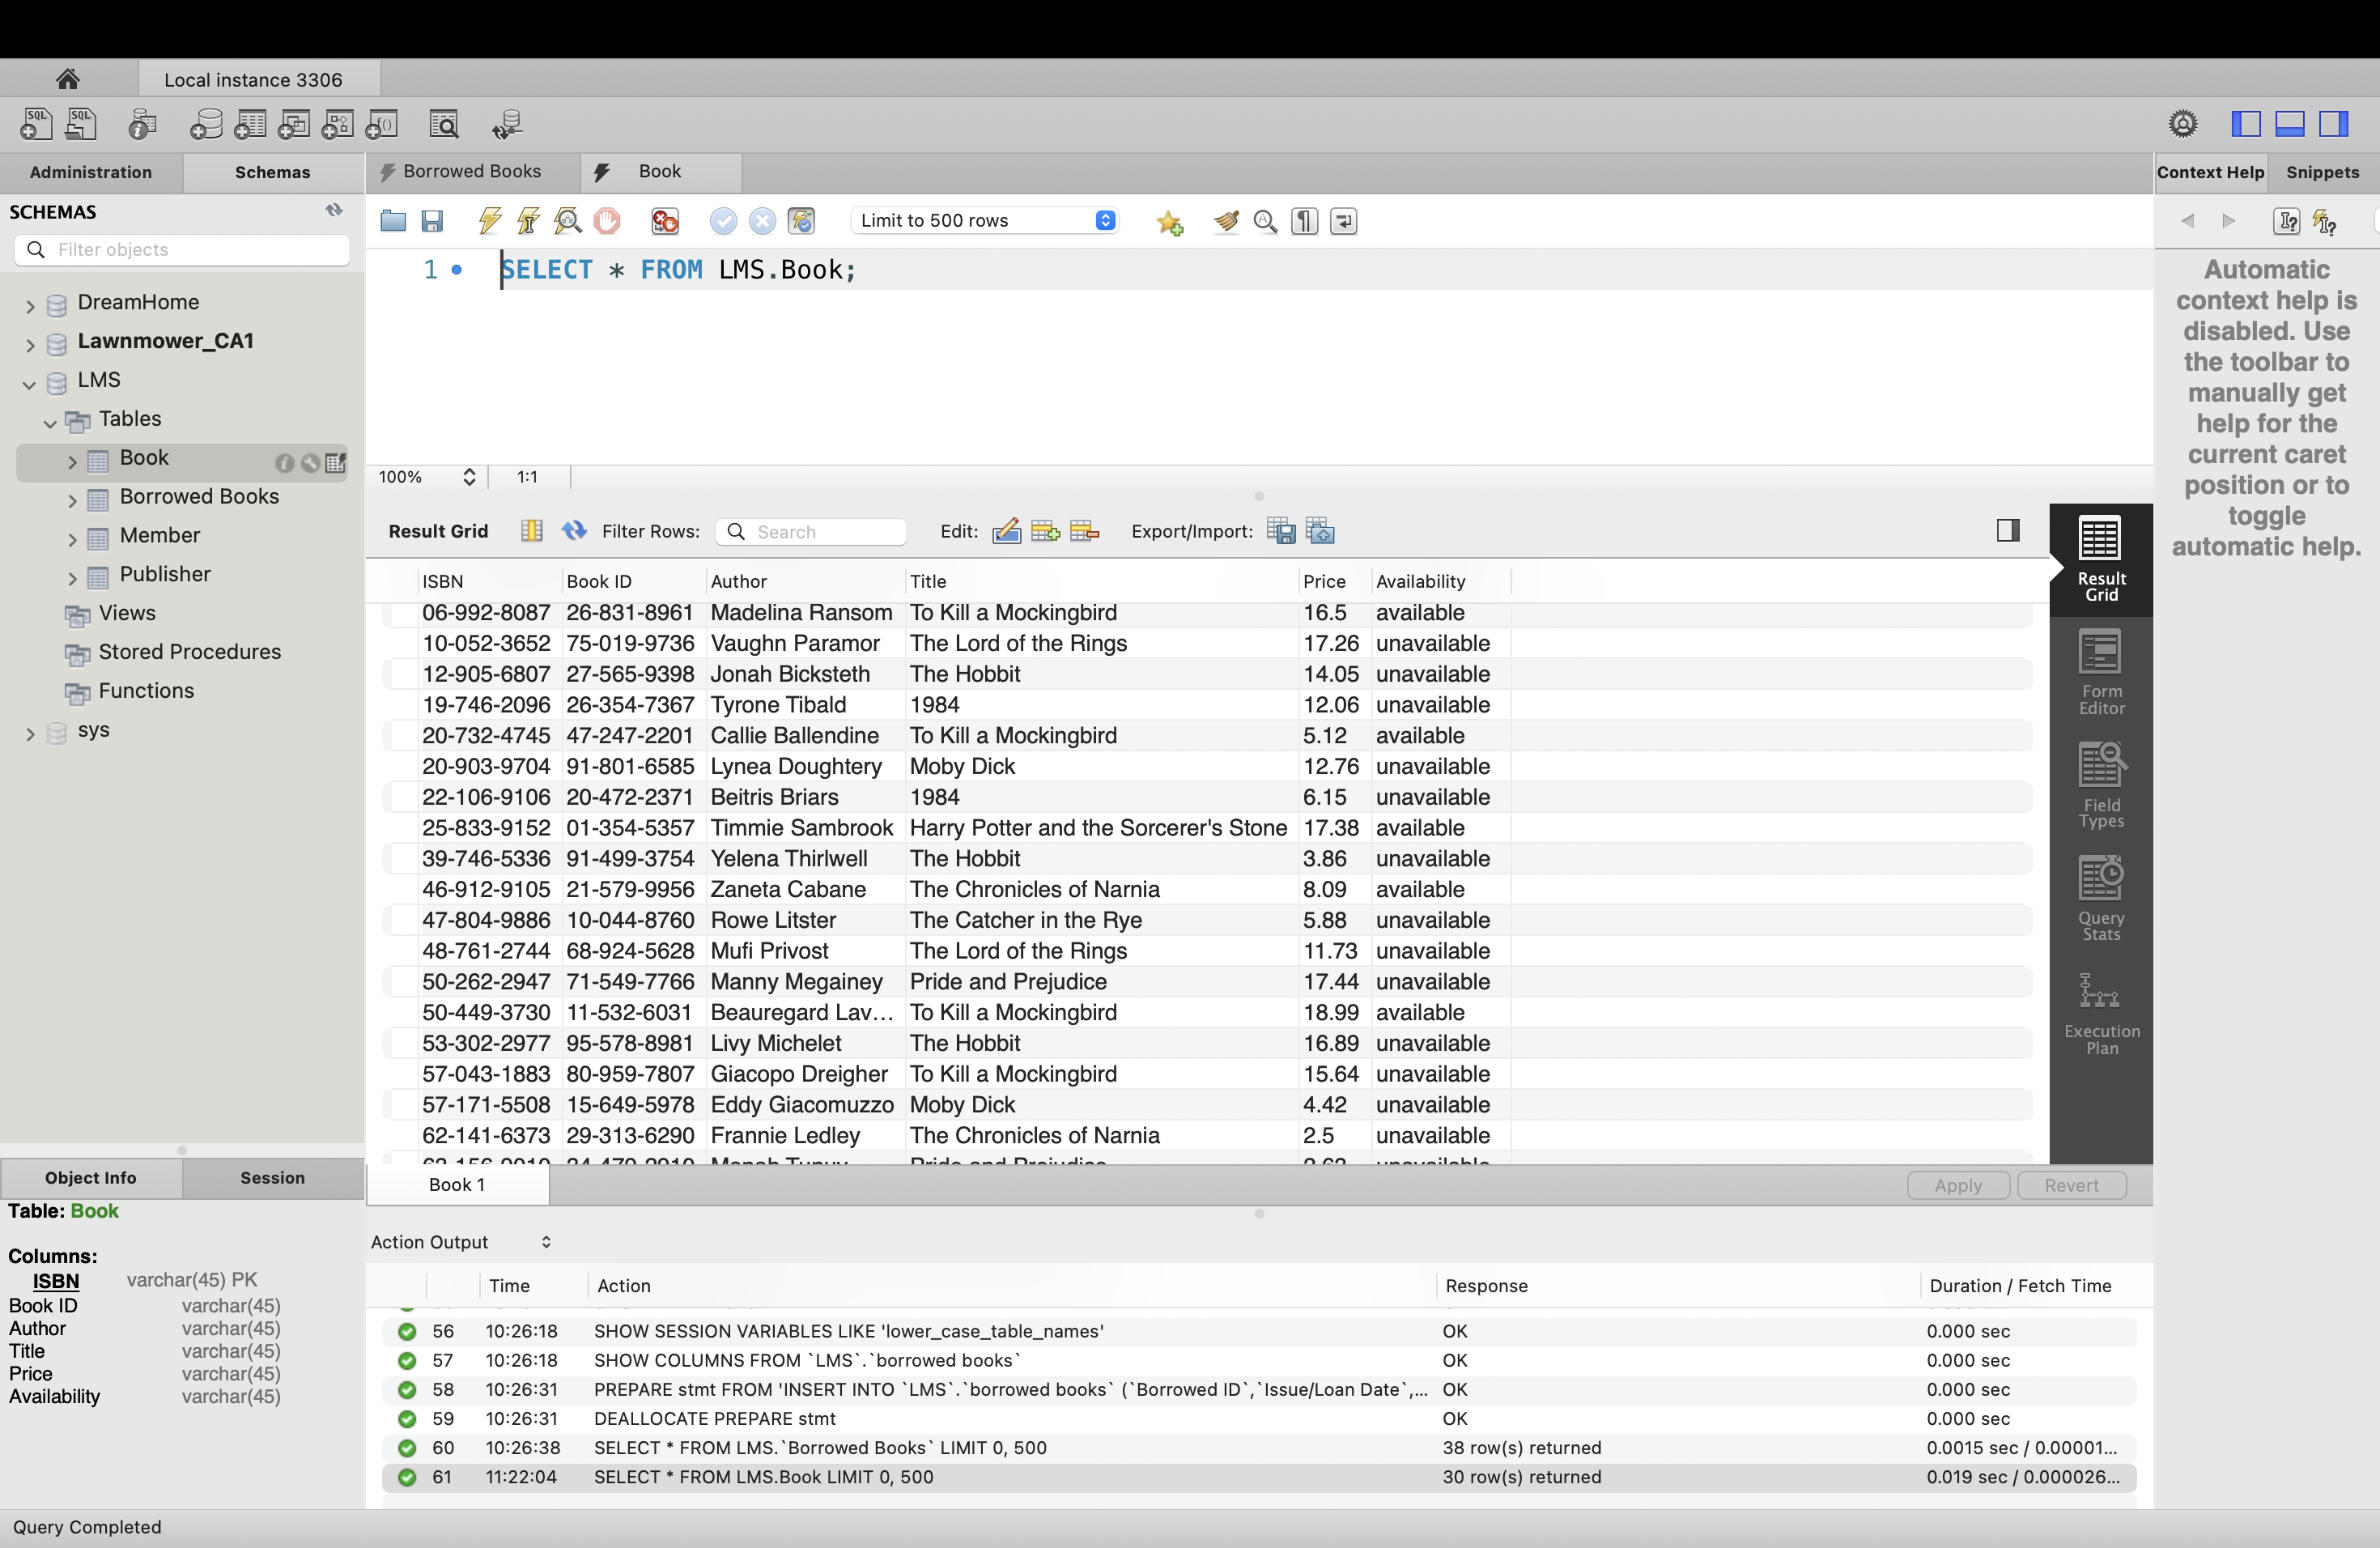 Local instance 3306
Administration Schemas Borrowed Books Book Context Help Snippets
SCHEMAS
Filter objects
Limit to 500 rows
1 SELECT * FROM LMS.Book;
DreamHome
Lawnmower_CA1
LMS
Tables
Book
Borrowed Books
Member
Publisher
Views
Stored Procedures
Functions
sys
Automatic
context help is
disabled. Use
the toolbar to
manually get
help for the
current caret
position or to
toggle
automatic help.
100% 1:1
Result Grid Filter Rows: Search Edit: Export/Import:
ISBN Book ID Author Title Price Availability
06-992-8087 26-831-8961 Madelina Ransom To Kill a Mockingbird 16.5 available
10-052-3652 75-019-9736 Vaughn Paramor The Lord of the Rings 17.26 unavailable
12-905-6807 27-565-9398 Jonah Bicksteth The Hobbit 14.05 unavailable
19-746-2096 26-354-7367 Tyrone Tibald 1984 12.06 unavailable
20-732-4745 47-247-2201 Callie Ballendine To Kill a Mockingbird 5.12 available
20-903-9704 91-801-6585 Lynea Doughtery Moby Dick 12.76 unavailable
22-106-9106 20-472-2371 Beitris Briars 1984 6.15 unavailable
25-833-9152 01-354-5357 Timmie Sambrook Harry Potter and the Sorcerer's Stone 17.38 available
39-746-5336 91-499-3754 Yelena Thirlwell The Hobbit 3.86 unavailable
46-912-9105 21-579-9956 Zaneta Cabane The Chronicles of Narnia 8.09 available
47-804-9886 10-044-8760 Rowe Litster The Catcher in the Rye 5.88 unavailable
48-761-2744 68-924-5628 Mufi Privost The Lord of the Rings 11.73 unavailable
50-262-2947 71-549-7766 Manny Megainey Pride and Prejudice 17.44 unavailable
50-449-3730 11-532-6031 Beauregard Lav... To Kill a Mockingbird 18.99 available
53-302-2977 95-578-8981 Livy Michelet The Hobbit 16.89 unavailable
57-043-1883 80-959-7807 Giacopo Dreigher To Kill a Mockingbird 15.64 unavailable
57-171-5508 15-649-5978 Eddy Giacomuzzo Moby Dick 4.42 unavailable
62-141-6373 29-313-6290 Frannie Ledley The Chronicles of Narnia 2.5 unavailable
Pride and Prejudice unavailable
Result
Grid
Form
Editor
Field
Types
Query
Stats
Execution
Plan
Book 1 Apply Revert
Object Info Session
Table: Book
Columns:
ISBN varchar(45) PK
Book ID varchar(45)
Author varchar(45)
Title varchar(45)
Price varchar(45)
Availability varchar(45)
Action Output
Time Action Response Duration / Fetch Time
56 10:26:18 SHOW SESSION VARIABLES LIKE 'lower_case_table_names' OK 0.000 sec
57 10:26:18 SHOW COLUMNS FROM `LMS`.`borrowed books` OK 0.000 sec
58 10:26:31 PREPARE stmt FROM 'INSERT INTO `LMS`.`borrowed books` (`Borrowed ID`,`Issue/Loan Date`,... OK 0.000 sec
59 10:26:31 DEALLOCATE PREPARE stmt OK 0.000 sec
60 10:26:38 SELECT * FROM LMS.`Borrowed Books` LIMIT 0, 500 38 row(s) returned 0.0015 sec / 0.00001...
61 11:22:04 SELECT * FROM LMS.Book LIMIT 0, 500 30 row(s) returned 0.019 sec / 0.000026...
Query Completed